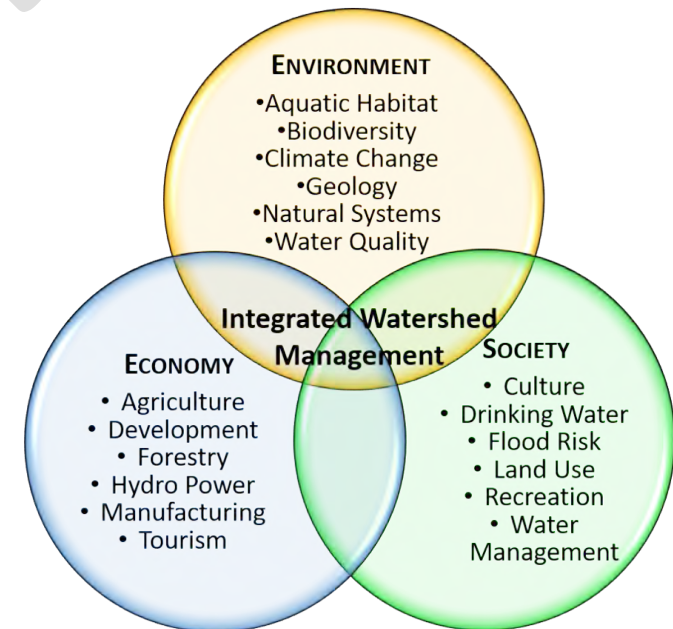 ENVIRONMENT
•Aquatic Habitat
•Biodiversity
•Climate Change
•Geology
•Natural Systems
•Water Quality
Integrated Watershed
Management
ECONOMY
• Agriculture
• Development
• Forestry
• Hydro Power
• Manufacturing
• Tourism
SOCIETY
• Culture
• Drinking Water
• Flood Risk
• Land Use
• Recreation
• Water
Management